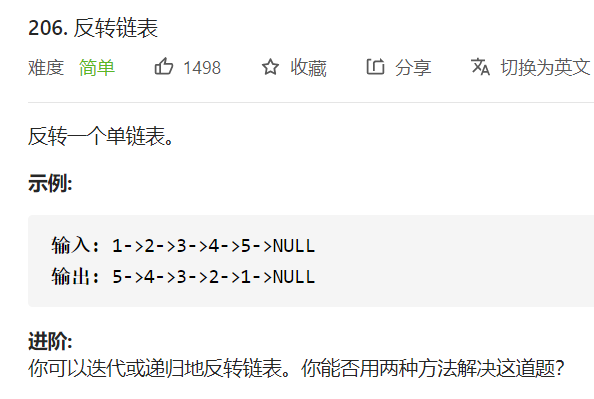 206. 反转链表
难度 简单 1498 收藏 分享 切换为英文
反转一个单链表。
示例:
输入: 1->2->3->4->5->NULL
输出: 5->4->3->2->1->NULL
进阶:
你可以迭代或递归地反转链表。你能否用两种方法解决这道题?